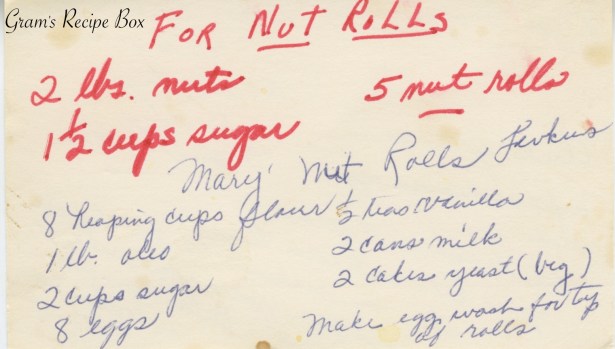 Gram's Recipe Box
FOR NUT ROLLS
2 lbs. nuts
5 nut rolls
1 1/2 cups sugar
Mary Nut Rolls
8 heaping cups flour
1 lb. oleo
2 cups sugar
8 eggs
1/2 teas vanilla
2 cans milk
2 cakes yeast (big)
Make egg wash for top
of rolls